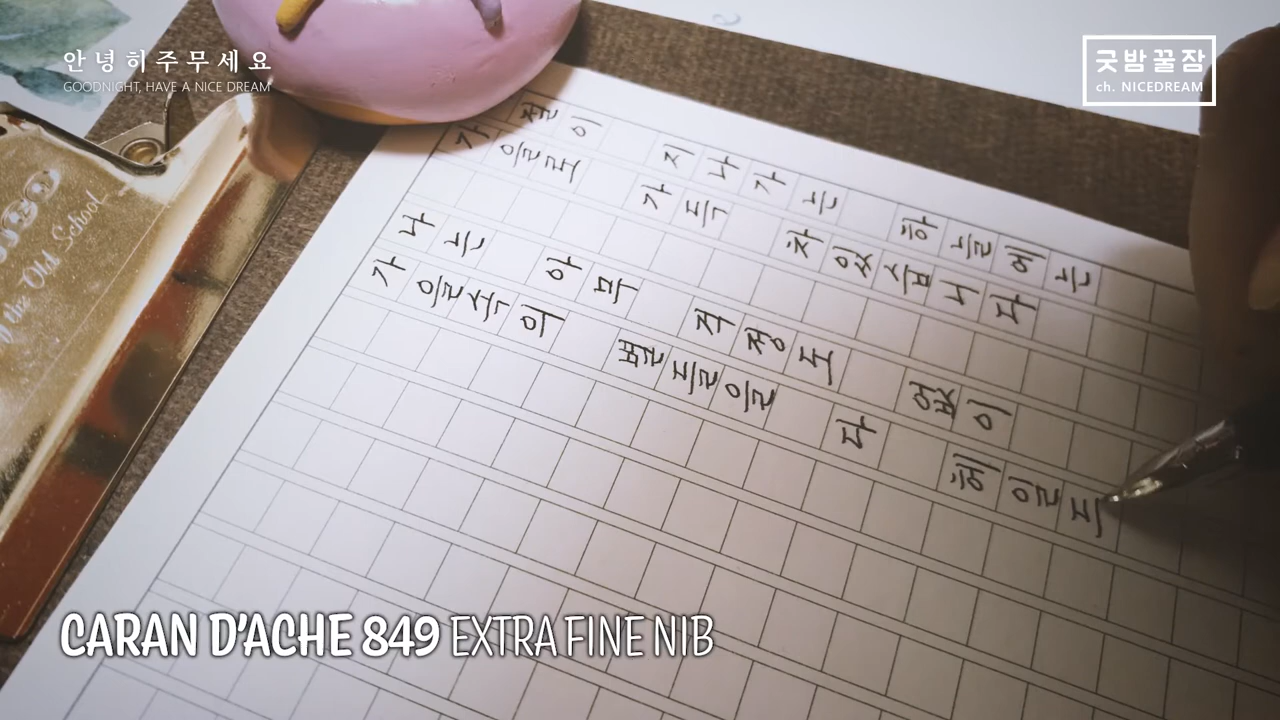 안녕히주무세요
GOODNIGHT, HAVE A NICE DREAM
굿밤꿀잠
ch. NICEDREAM
the Old School
계절이 지나가는 하늘에는
가을로 가득 차있습니다
나는 아무 걱정도 없이
가을속의 별들을 다 헤일듯
CARAN D'ACHE 849 EXTRA FINE NIB